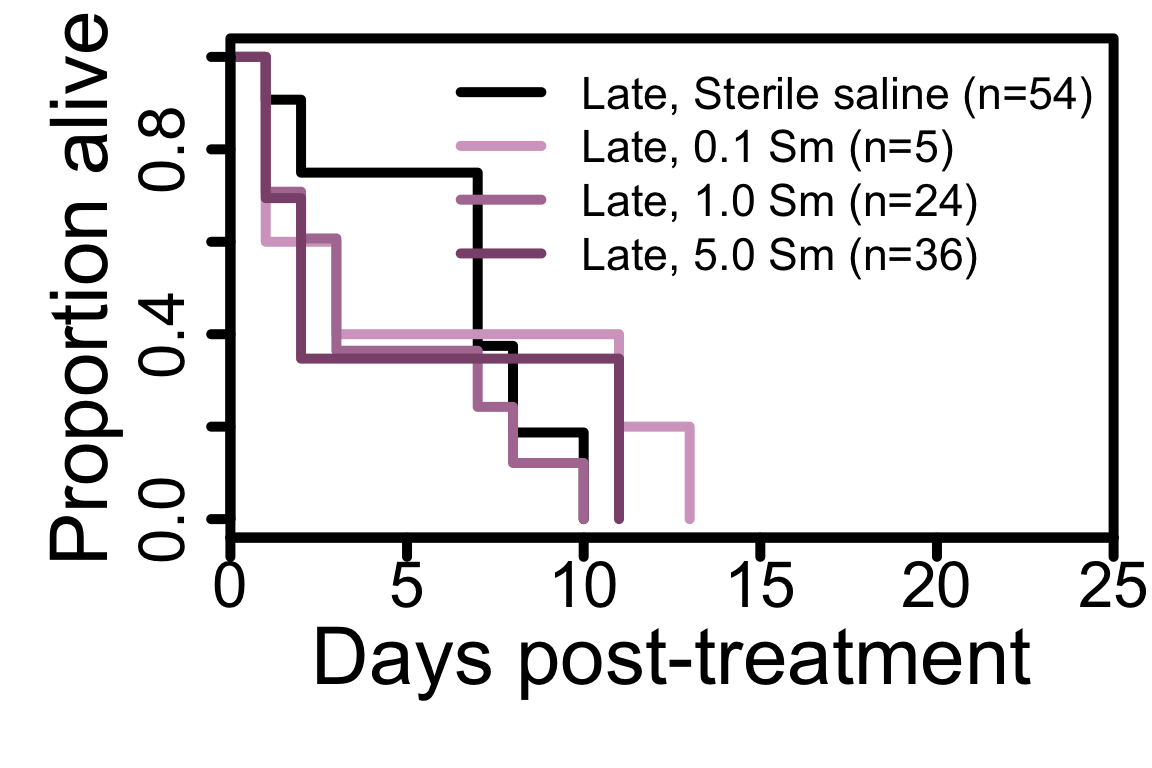 Proportion alive
0.8
0.4
0.0
Late, Sterile saline (n=54)
Late, 0.1 Sm (n=5)
Late, 1.0 Sm (n=24)
Late, 5.0 Sm (n=36)
0 5 10 15 20 25
Days post-treatment